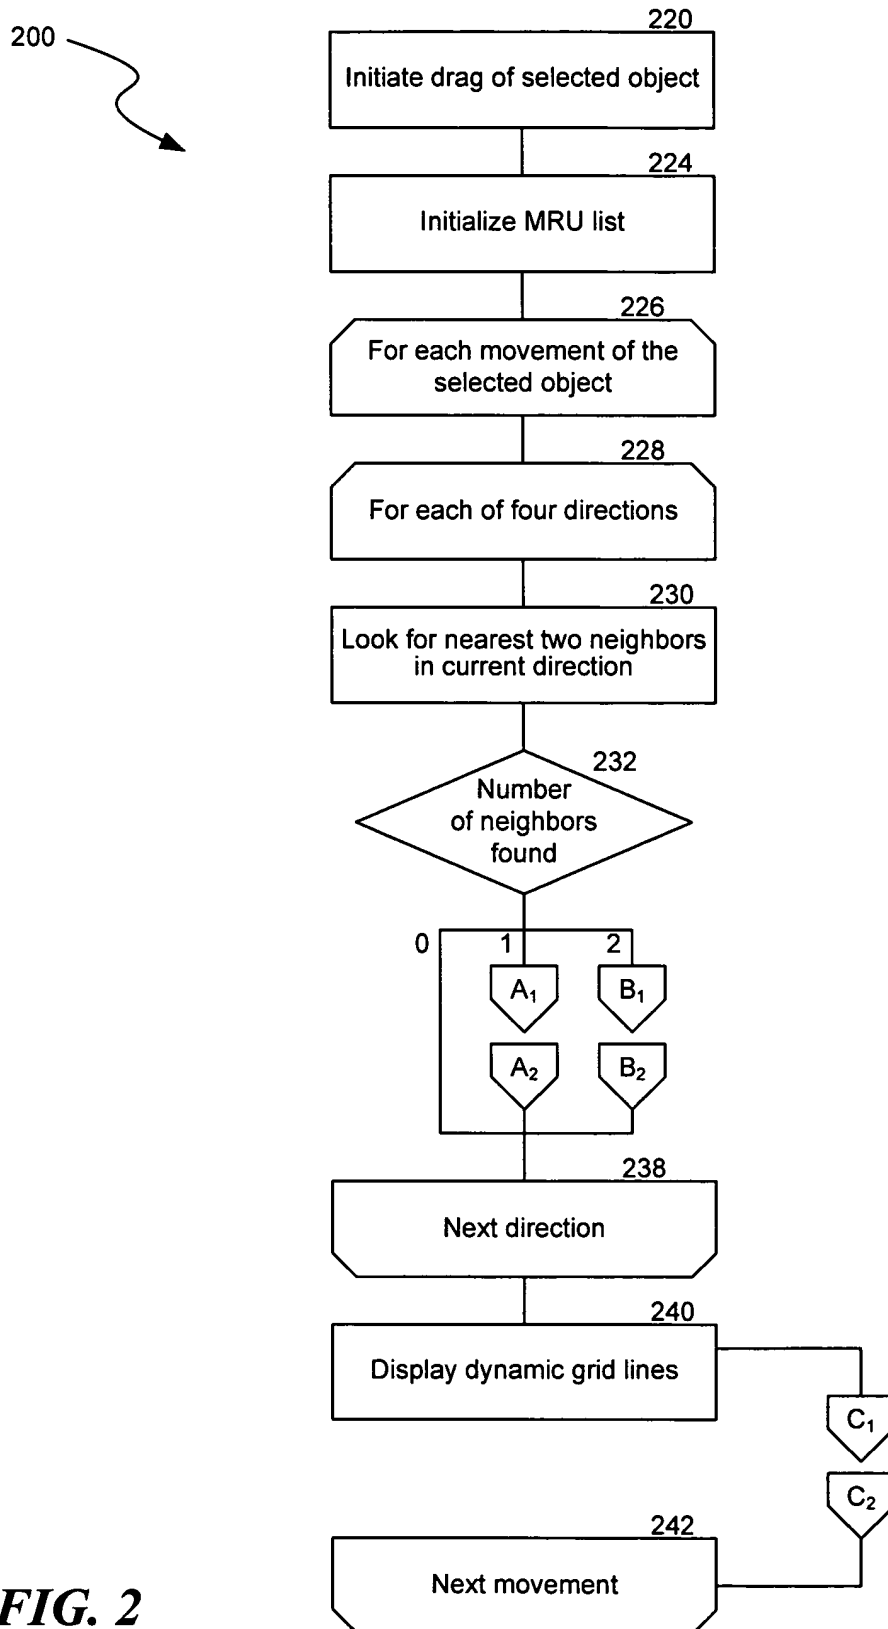 200
220
Initiate drag of selected object
224
Initialize MRU list
226
For each movement of the
selected object
228
For each of four directions
230
Look for nearest two neighbors
in current direction
232
Number
of neighbors
found
0 1 2
A₁ B₁
A₂ B₂
238
Next direction
240
Display dynamic grid lines
C₁
C₂
242
Next movement
FIG. 2